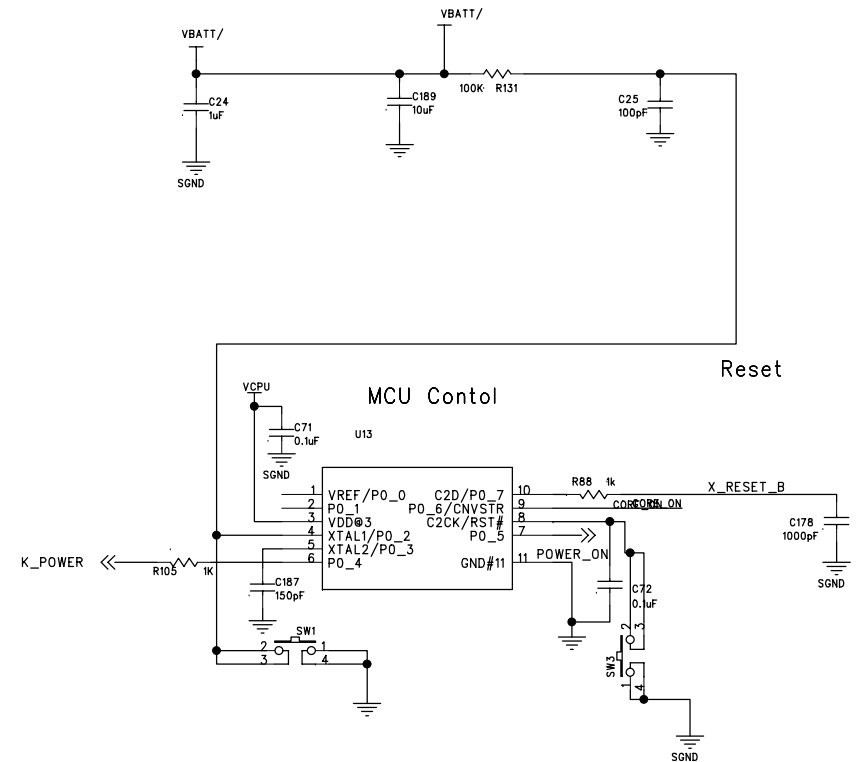 VBATT/
VBATT/
C24
1uF
SGND
C189
10uF
100K R131
C25
100pF
Reset
VCPU
MCU Contol
C71
0.1uF
SGND
U13
1 VREF/P0_0
2 P0_1
3 VDD@3
4 XTAL1/P0_2
5 XTAL2/P0_3
6 P0_4
C2D/P0_7 10
P0_6/CNVSTR 9
C2CK/RST# 8
P0_5 7
GND#11 11
R88 1k
X_RESET_B
CORE_ON
CORE_ON
C178
1000pF
SGND
POWER_ON
K_POWER
R105 1K
C187
150pF
C72
0.1uF
SW1
2 1
3 4
SW3
2 3
1 4
SGND